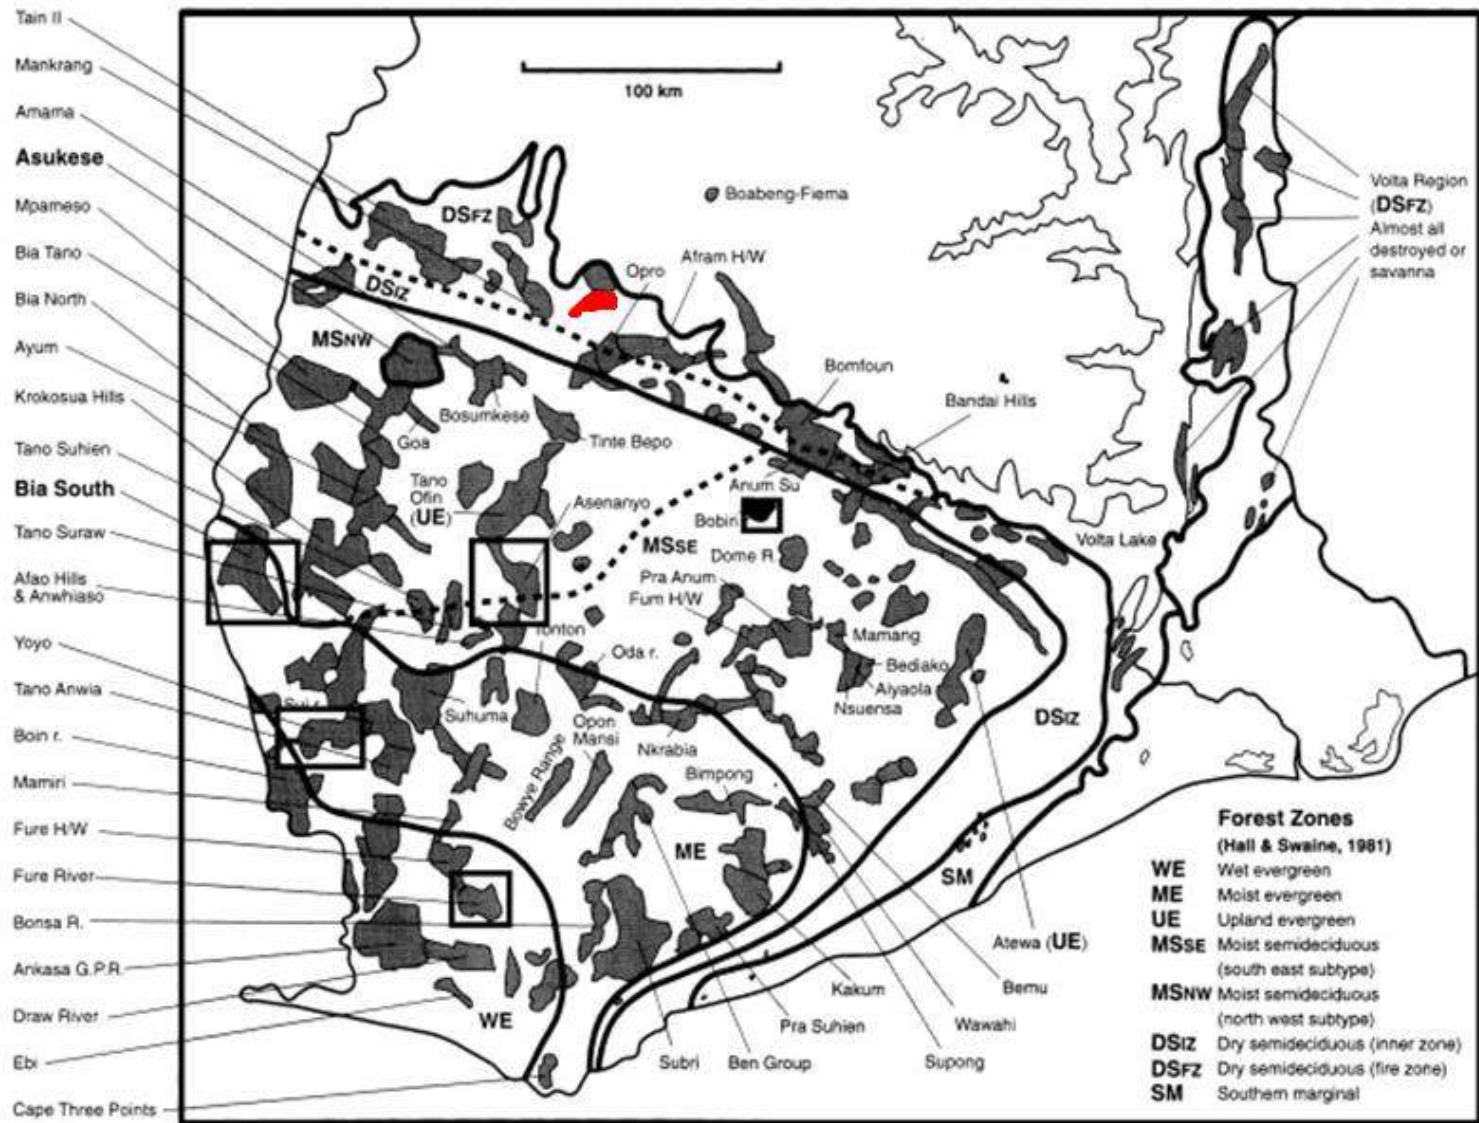 Tain II
Mankrang
Amama
Asukese
Mpameso
Bia Tano
Bia North
Ayum
Krokosua Hills
Tano Suhien
Bia South
Tano Suraw
Afao Hills
& Anwhiaso
Yoyo
Tano Anwia
Boin r.
Mamiri
Fure H/W
Fure River
Bonsa R.
Ankasa G.P.R.
Draw River
Ebi
Cape Three Points
100 km
DSFZ
Boabeng-Fiema
Opro
Afram H/W
DSIZ
MSNW
Bosumkese
Goa
Tinte Bepo
Tano
Ofin
(UE)
Asenanyo
Bomfoun
Bandai Hills
Anum Su
Bobiri
MSSE
Dome R.
Pra Anum
Fum H/W
Volta Lake
Mamang
Bediako
Aiyaola
Nsuensa
Tonton
Oda r.
Suhuma
Opon
Mansi
Nkrabia
Bowye Range
Bimpong
DSIZ
ME
SM
WE
Atewa (UE)
Bemu
Kakum
Wawahi
Pra Suhien
Supong
Subri
Ben Group
Volta Region
(DSFZ)
Almost all
destroyed or
savanna
Forest Zones
(Hall & Swaine, 1981)
WE Wet evergreen
ME Moist evergreen
UE Upland evergreen
MSSE Moist semideciduous
(south east subtype)
MSNW Moist semideciduous
(north west subtype)
DSIZ Dry semideciduous (inner zone)
DSFZ Dry semideciduous (fire zone)
SM Southern marginal